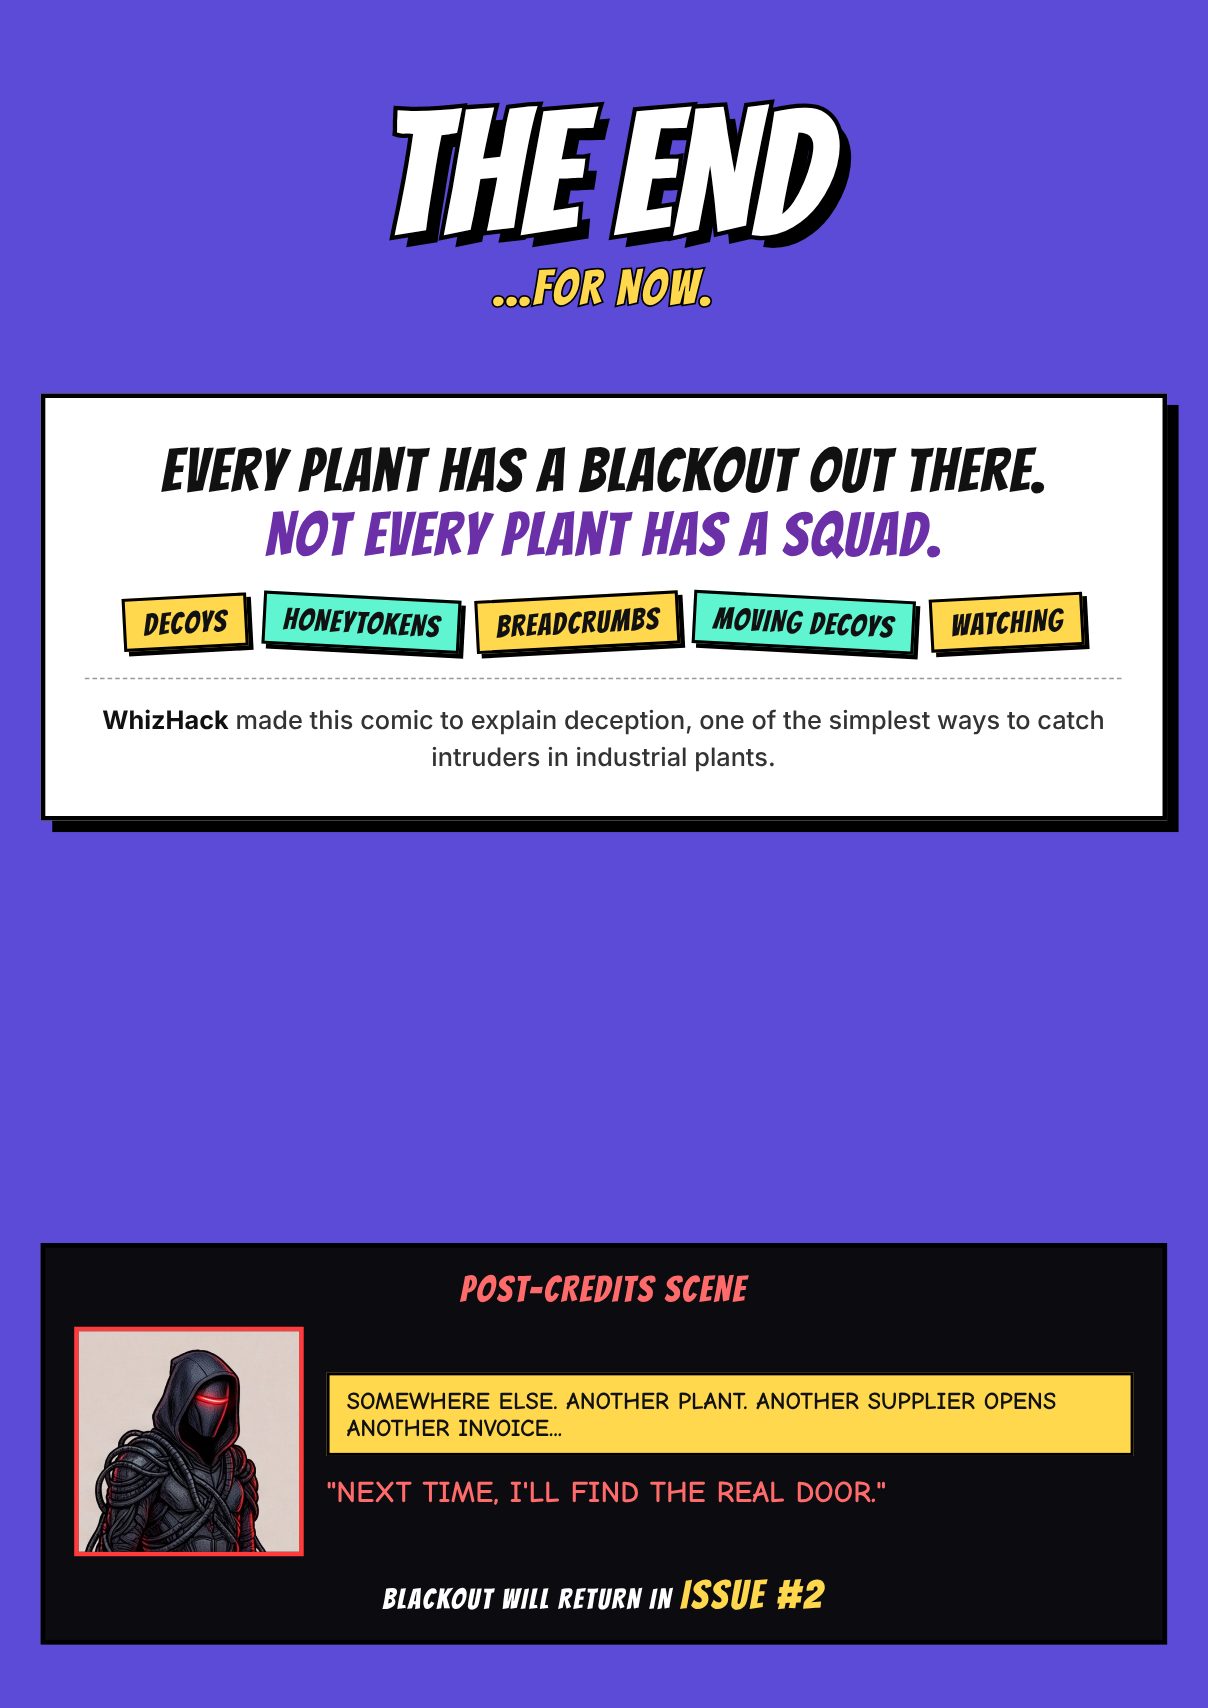 THE END
...FOR NOW.
EVERY PLANT HAS A BLACKOUT OUT THERE.
NOT EVERY PLANT HAS A SQUAD.
DECOYS HONEYTOKENS BREADCRUMBS MOVING DECOYS WATCHING
WhizHack made this comic to explain deception, one of the simplest ways to catch
intruders in industrial plants.
POST-CREDITS SCENE
SOMEWHERE ELSE. ANOTHER PLANT. ANOTHER SUPPLIER OPENS
ANOTHER INVOICE...
"NEXT TIME, I'LL FIND THE REAL DOOR."
BLACKOUT WILL RETURN IN ISSUE #2